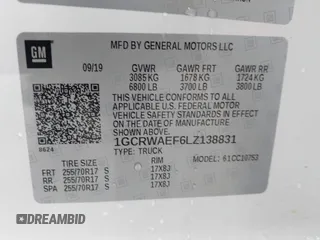 GM
MFD BY GENERAL MOTORS LLC
09/19 GVWR GAWR FRT GAWR RR
3085 KG 1678 KG 1724 KG
6800 LB 3700 LB 3800 LB
THIS VEHICLE CONFORMS TO ALL APPLICABLE
U.S. FEDERAL MOTOR VEHICLE SAFETY
STANDARDS IN EFFECT ON THE DATE OF
MANUFACTURE SHOWN ABOVE.
1GCRWAEF6LZ138831
8624 TYPE: TRUCK MODEL:
RIM
FRT 255/70R17 S 17X8J
RR 255/70R17 S 17X8J
SPA 255/70R17 S 17X8J